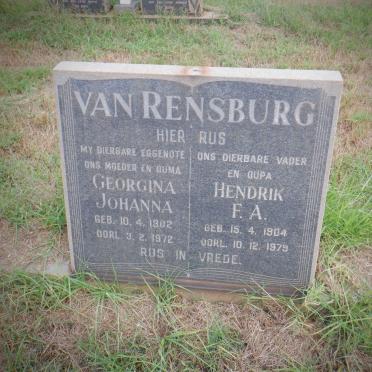 VAN RENSBURG
HIER RUS
MY DIERBARE EGGENOTE
ONS MOEDER EN OUMA
GEORGINA
JOHANNA
GEB. 10. 4. 1902
OORL. 3. 2. 1972
ONS DIERBARE VADER
EN OUPA
HENDRIK
F. A.
GEB. 15. 4. 1904
OORL. 10. 12. 1979
RUS IN VREDE.